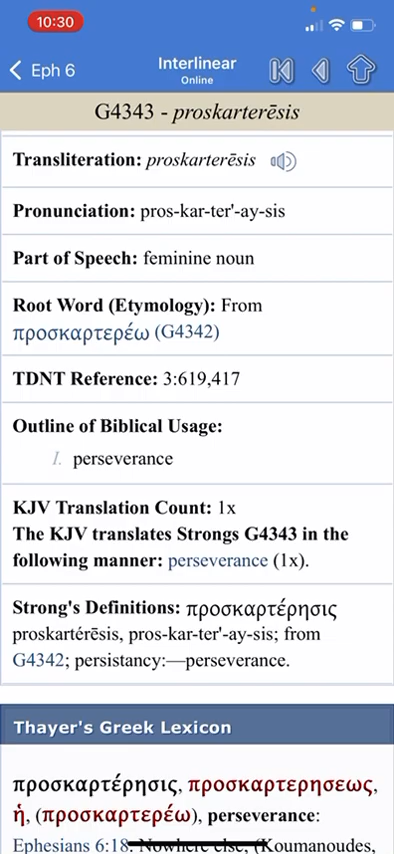 10:30
Eph 6
Interlinear
Online
G4343 - proskarterēsis
Transliteration: proskarterēsis
Pronunciation: pros-kar-ter'-ay-sis
Part of Speech: feminine noun
Root Word (Etymology): From
προσκαρτερέω (G4342)
TDNT Reference: 3:619,417
Outline of Biblical Usage:
I. perseverance
KJV Translation Count: 1x
The KJV translates Strongs G4343 in the
following manner: perseverance (1x).
Strong's Definitions: προσκαρτέρησις
proskartérēsis, pros-kar-ter'-ay-sis; from
G4342; persistancy:—perseverance.
Thayer's Greek Lexicon
προσκαρτέρησις, προσκαρτερησεως,
ἡ, (προσκαρτερέω), perseverance:
Ephesians 6:18. Nowhere else, (Koumanoudes,